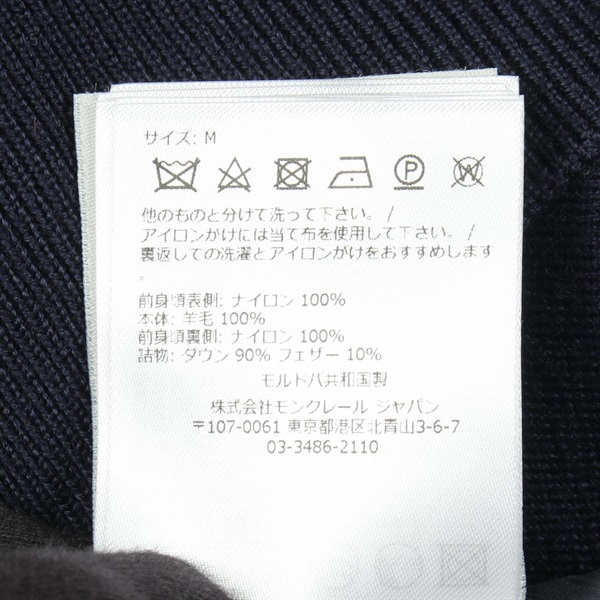 サイズ: M
P W
他のものと分けて洗って下さい。/
アイロンがけには当て布を使用して下さい。/
裏返しての洗濯とアイロンがけをおすすめします
。
前身頃表側: ナイロン 100%
本体: 羊毛 100%
前身頃裏側: ナイロン 100%
詰物: ダウン 90% フェザー 10%
モルトバ共和国製
株式会社モンクレール ジャパン
〒107-0061 東京都港区北青山3-6-7
03-3486-2110